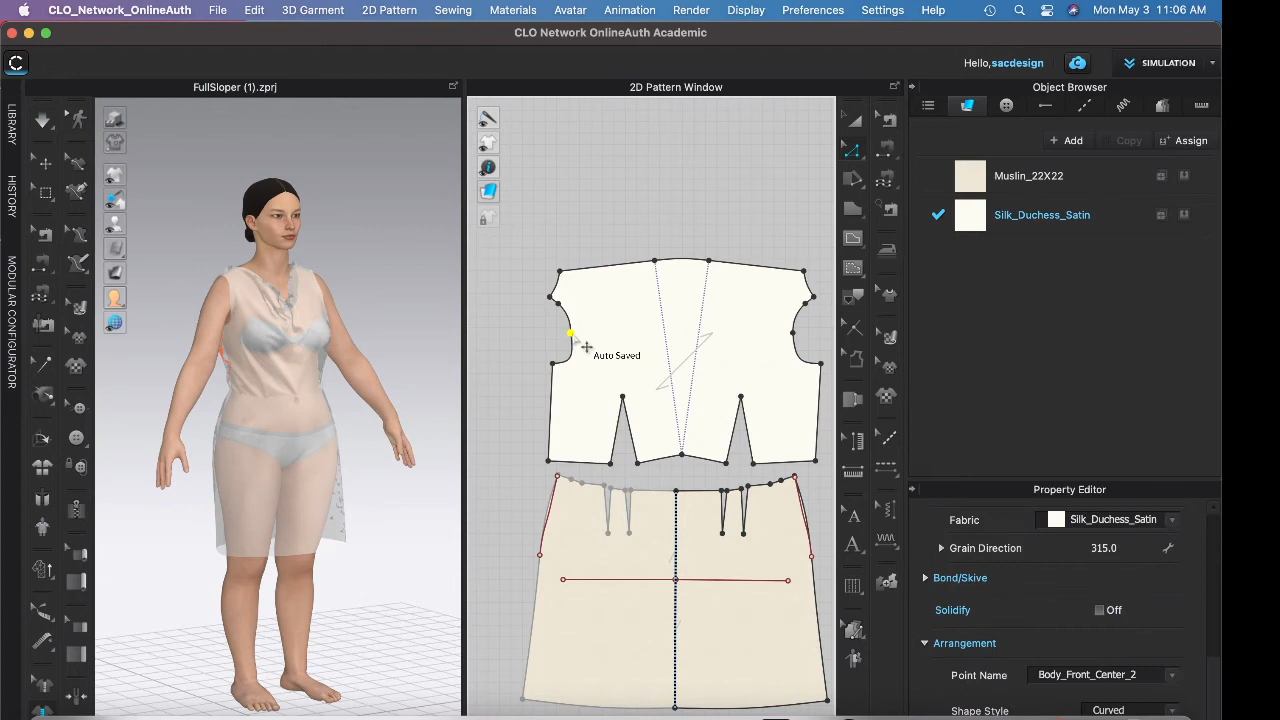 CLO_Network_OnlineAuth File Edit 3D Garment 2D Pattern Sewing Materials Avatar Animation Render Display Preferences Settings Help Mon May 3 11:06 AM
CLO Network OnlineAuth Academic
Hello,sacdesign SIMULATION
FullSloper (1).zprj
2D Pattern Window
Object Browser
LIBRARY
HISTORY
MODULAR CONFIGURATOR
Add Copy Assign
Muslin_22X22
Silk_Duchess_Satin
Auto Saved
Property Editor
Fabric Silk_Duchess_Satin
Grain Direction 315.0
Bond/Skive
Solidify Off
Arrangement
Point Name Body_Front_Center_2
Shape Style Curved